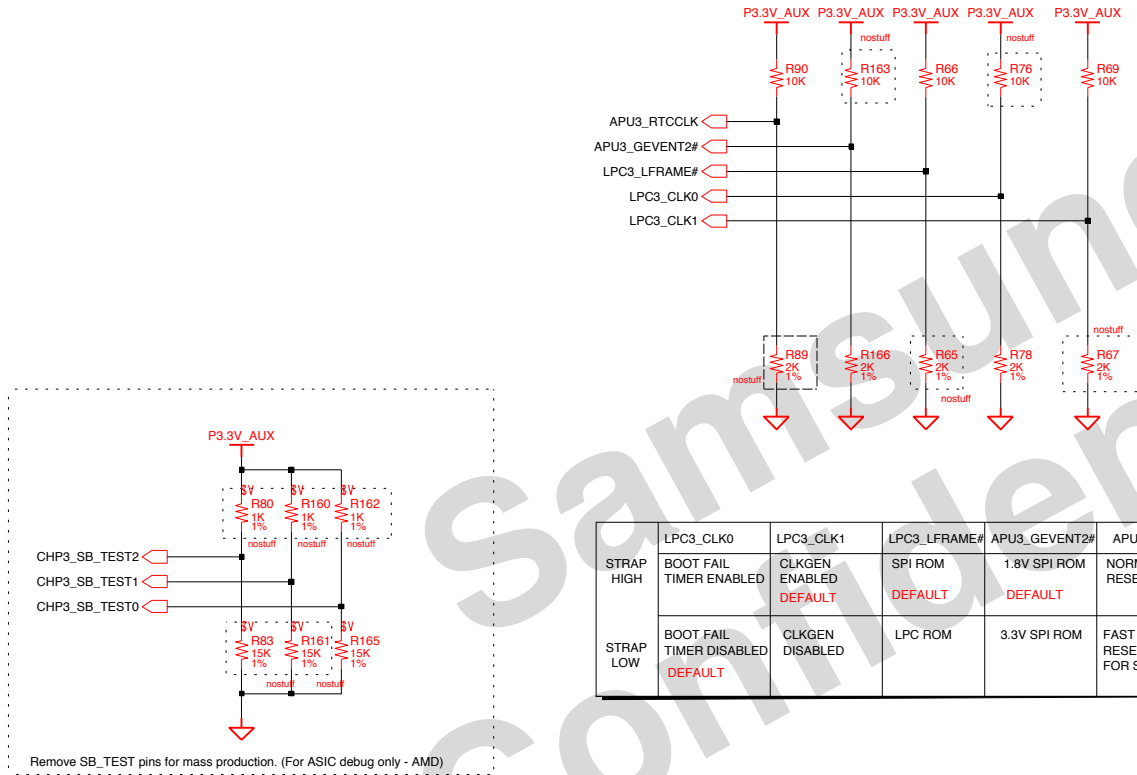 P3.3V_AUX P3.3V_AUX P3.3V_AUX P3.3V_AUX P3.3V_AUX
nostuff nostuff
R90 R163 R66 R76 R69
10K 10K 10K 10K 10K
APU3_RTCCLK
APU3_GEVENT2#
LPC3_LFRAME#
LPC3_CLK0
LPC3_CLK1
nostuff
R89 R166 R65 R78 R67
2K 2K 2K 2K 2K
1% 1% 1% 1% 1%
nostuff
nostuff
P3.3V_AUX
$V $V $V
R80 R160 R162
1K 1K 1K
1% 1% 1%
nostuff nostuff nostuff
CHP3_SB_TEST2
CHP3_SB_TEST1
CHP3_SB_TEST0
$V $V $V
R83 R161 R165
15K 15K 15K
1% 1% 1%
nostuff nostuff
Remove SB_TEST pins for mass production. (For ASIC debug only - AMD)
LPC3_CLK0 LPC3_CLK1 LPC3_LFRAME# APU3_GEVENT2# APU
STRAP HIGH
BOOT FAIL TIMER ENABLED
CLKGEN ENABLED
DEFAULT
SPI ROM
DEFAULT
1.8V SPI ROM
DEFAULT
NORM
RESE
STRAP LOW
BOOT FAIL TIMER DISABLED
DEFAULT
CLKGEN DISABLED
LPC ROM
3.3V SPI ROM
FAST
RESE
FOR S
Samsung
Confiden